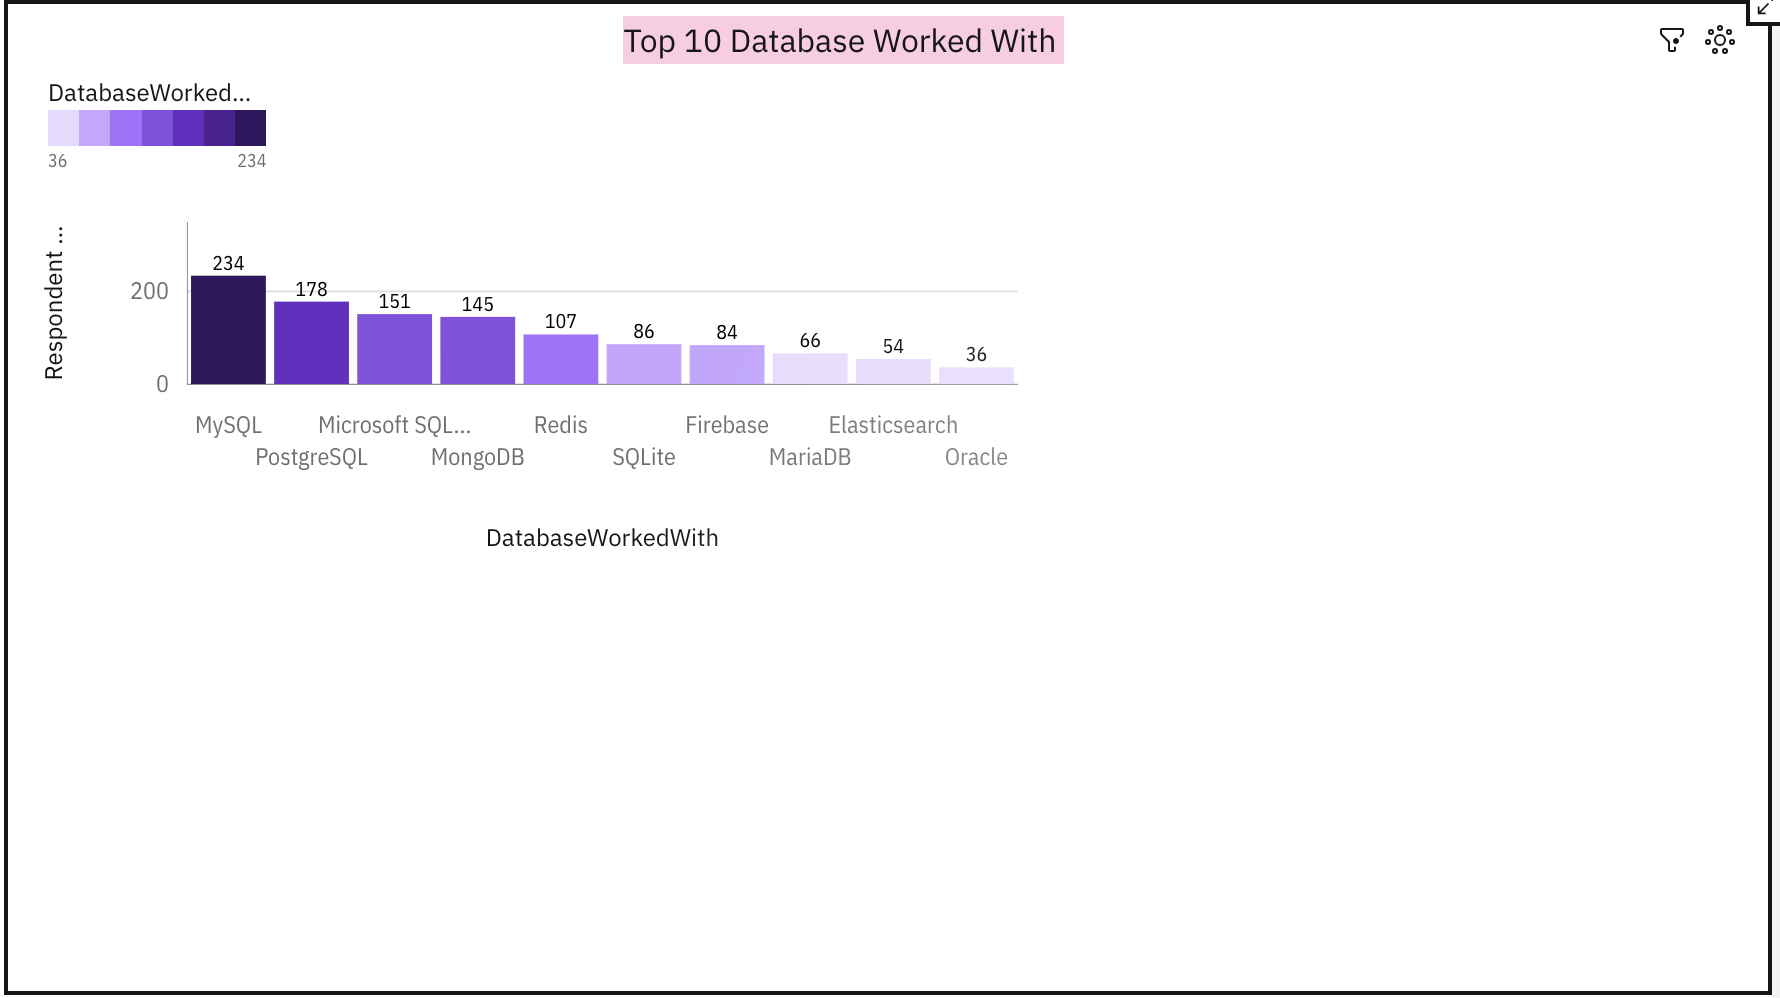 Top 10 Database Worked With
DatabaseWorked...
36 234
Respondent ...
200
0
234
178
151
145
107
86
84
66
54
36
MySQL
PostgreSQL
Microsoft SQL...
MongoDB
Redis
SQLite
Firebase
MariaDB
Elasticsearch
Oracle
DatabaseWorkedWith